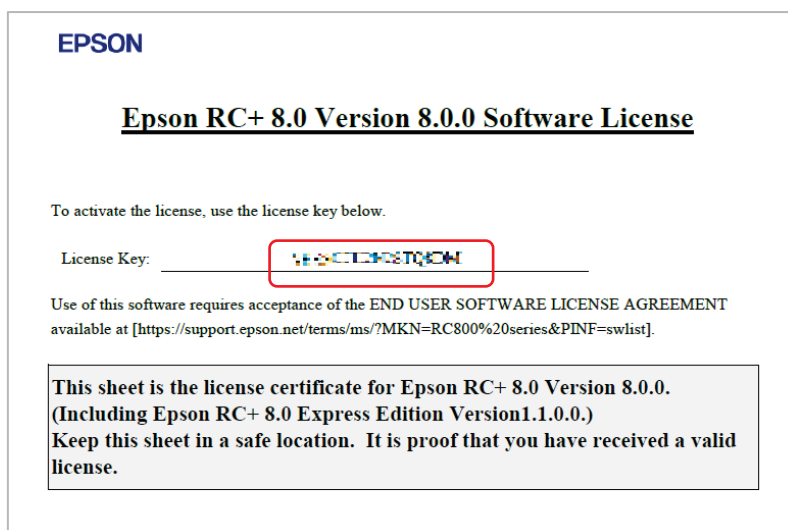 EPSON
Epson RC+ 8.0 Version 8.0.0 Software License
To activate the license, use the license key below.
License Key:
Use of this software requires acceptance of the END USER SOFTWARE LICENSE AGREEMENT
available at [https://support.epson.net/terms/ms/?MKN=RC800%20series&PINF=swlist].
This sheet is the license certificate for Epson RC+ 8.0 Version 8.0.0.
(Including Epson RC+ 8.0 Express Edition Version1.1.0.0.)
Keep this sheet in a safe location. It is proof that you have received a valid
license.